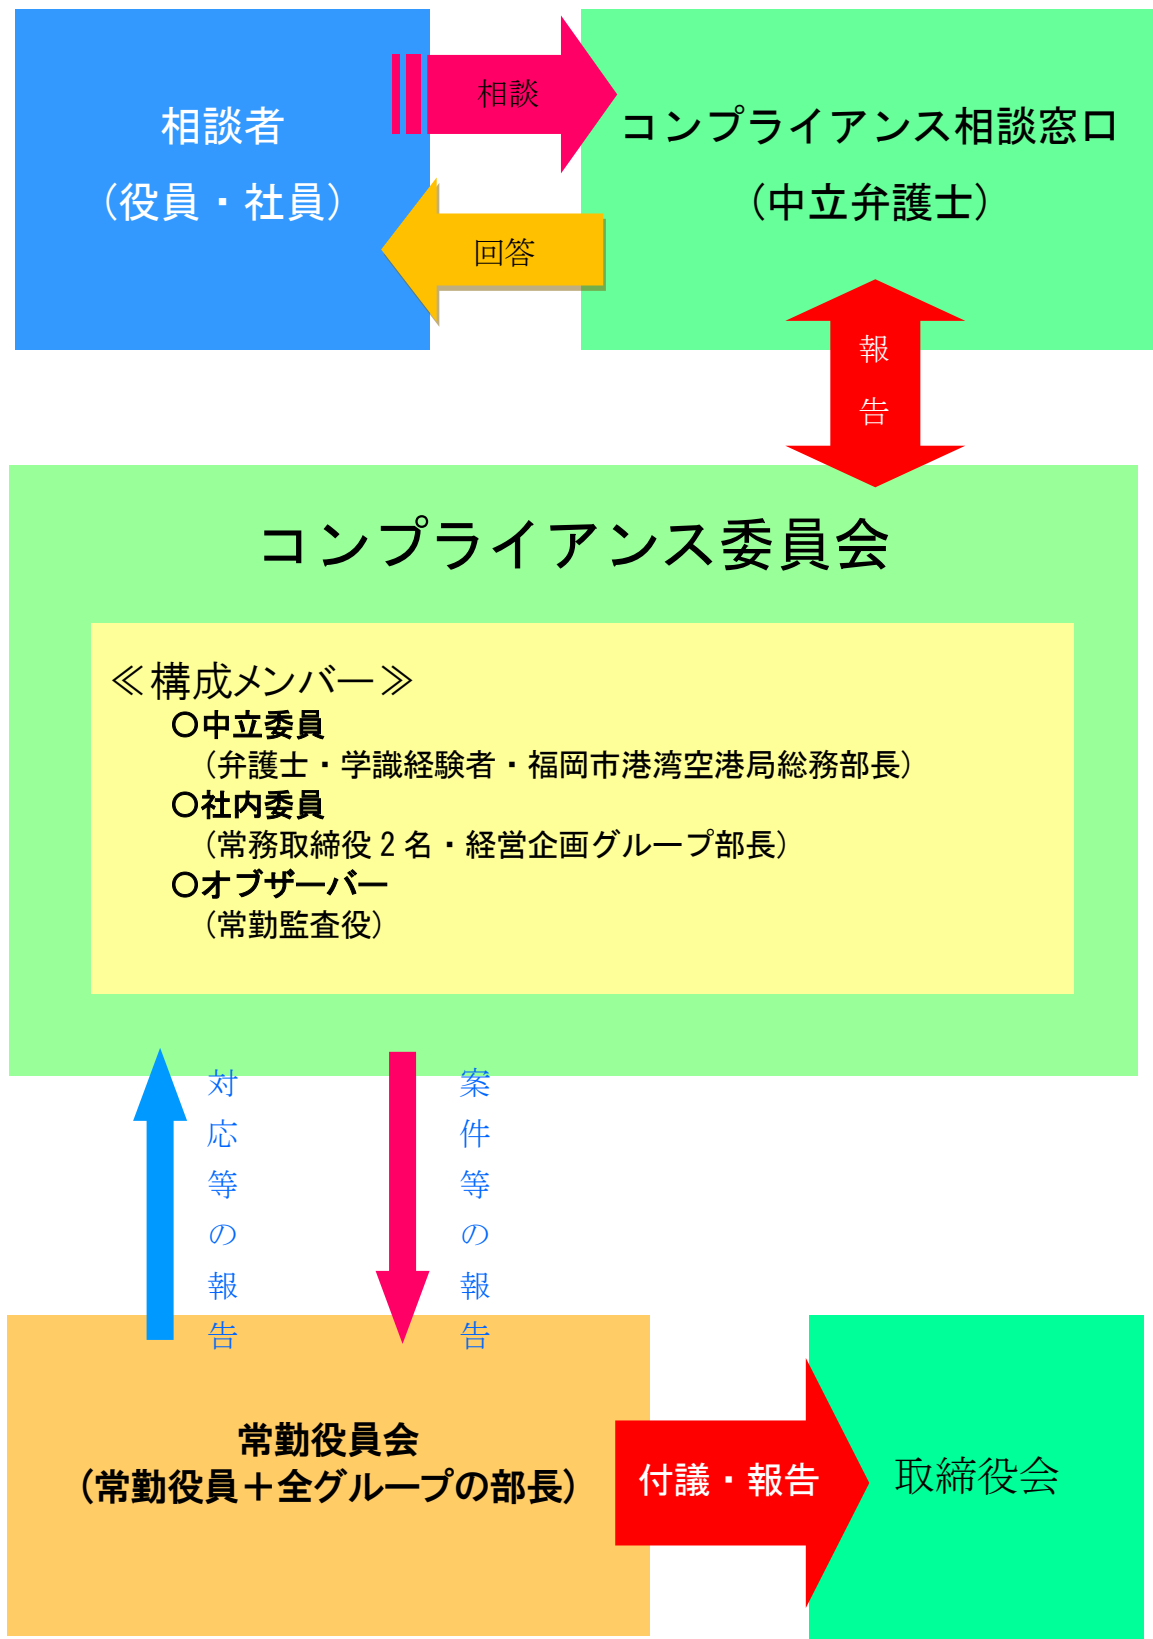 相談者
（役員・社員）
相談
回答
コンプライアンス相談窓口
（中立弁護士）
報告
コンプライアンス委員会
≪構成メンバー≫
○中立委員
（弁護士・学識経験者・福岡市港湾空港局総務部長）
○社内委員
（常務取締役２名・経営企画グループ部長）
○オブザーバー
（常勤監査役）
対応等の報告
案件等の報告
常勤役員会
（常勤役員＋全グループの部長）
付議・報告
取締役会